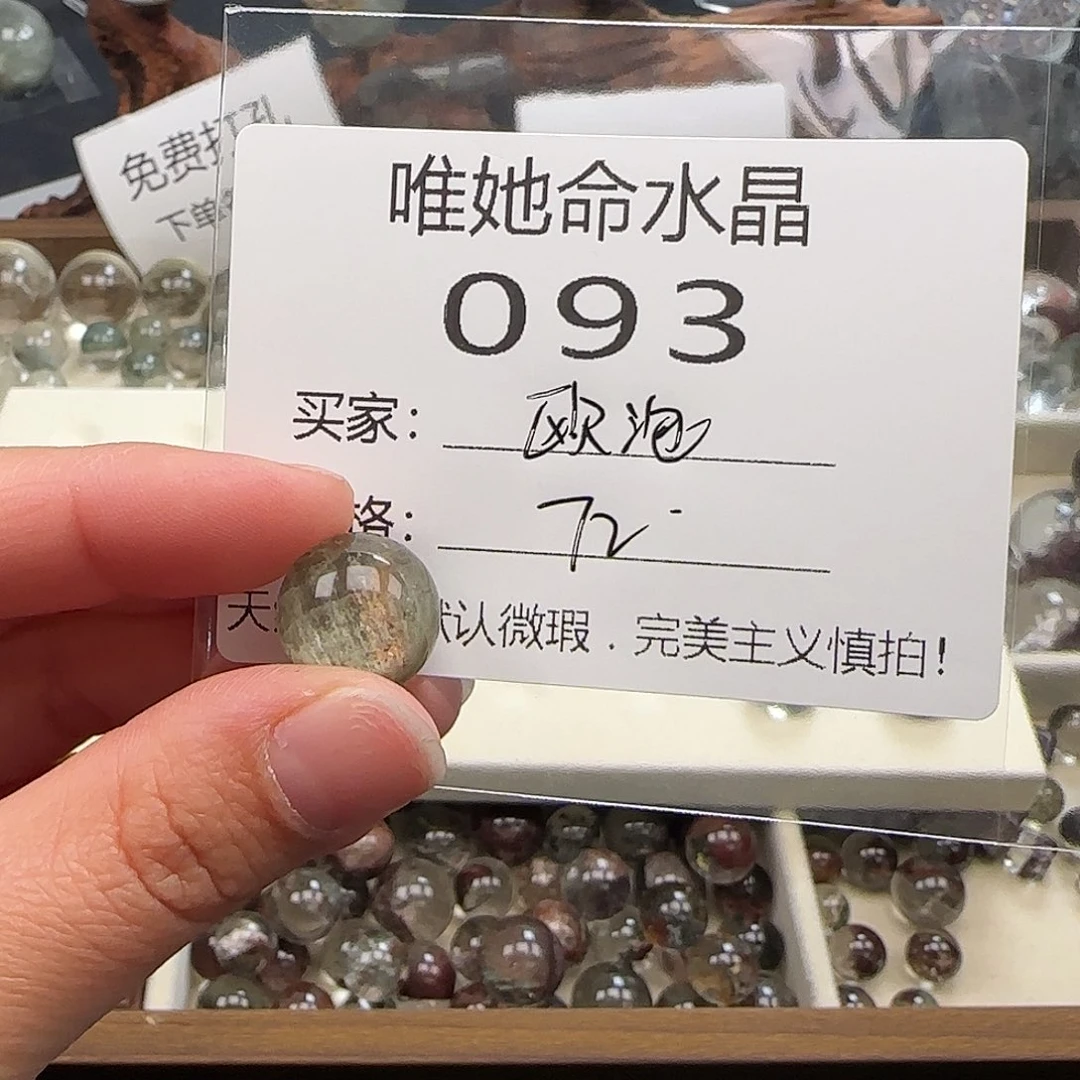 免费打孔
下单
唯她命水晶
093
买家：欧泡
格：72
天 认微瑕．完美主义慎拍！